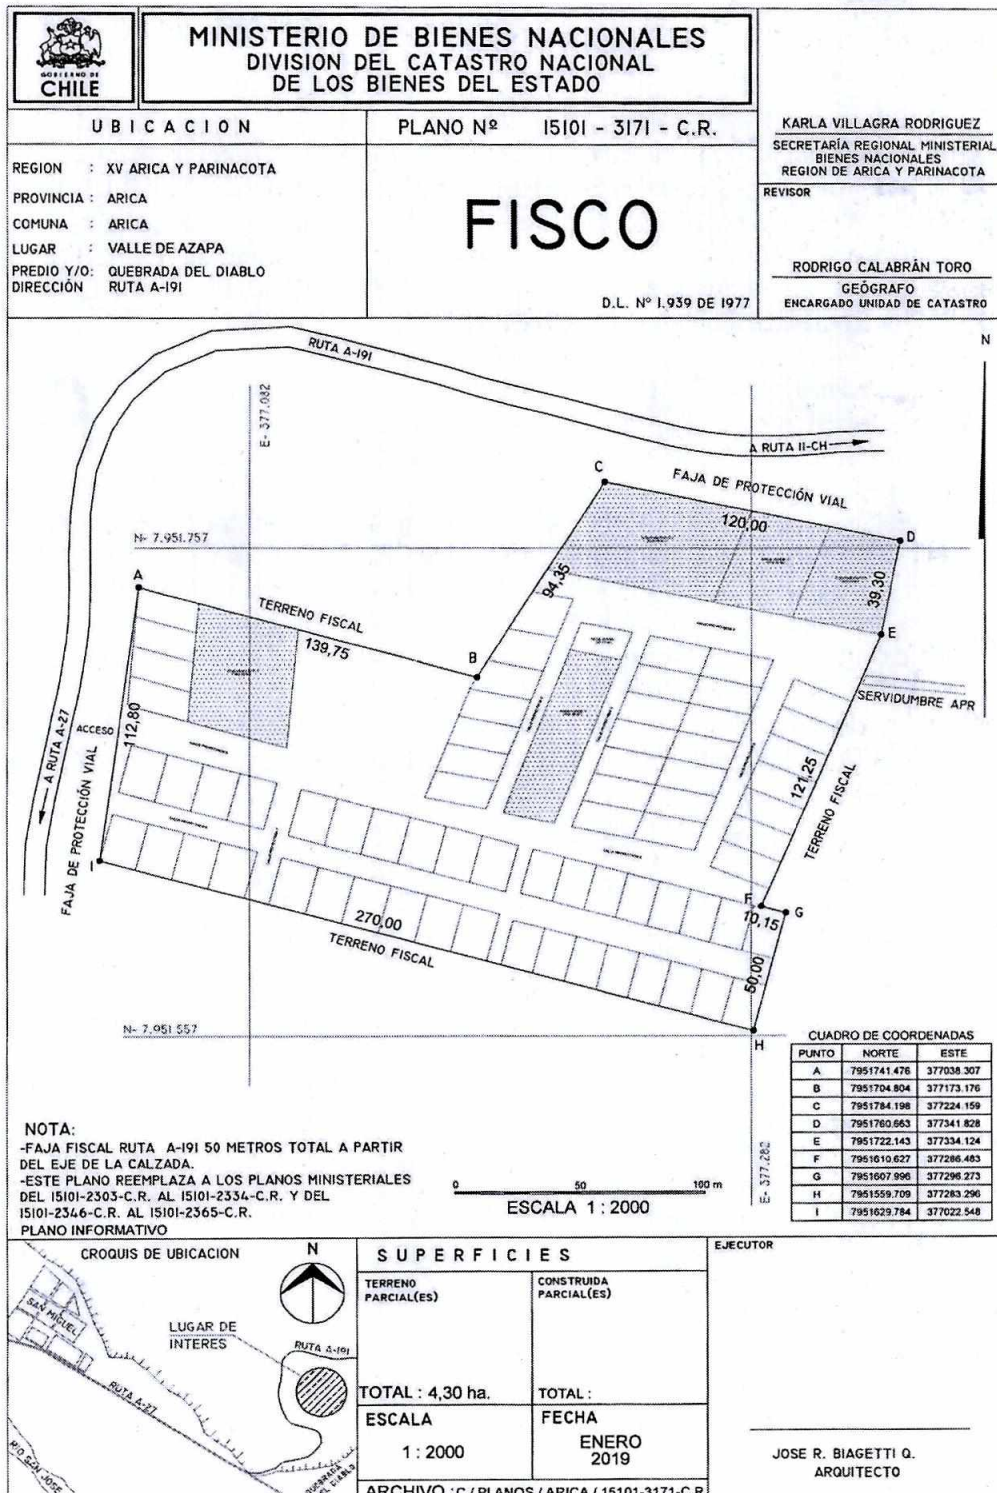 GOBIERNO DE
CHILE
MINISTERIO DE BIENES NACIONALES
DIVISION DEL CATASTRO NACIONAL
DE LOS BIENES DEL ESTADO
UBICACION
PLANO Nº 15101 - 3171 - C.R.
KARLA VILLAGRA RODRIGUEZ
SECRETARÍA REGIONAL MINISTERIAL
BIENES NACIONALES
REGION DE ARICA Y PARINACOTA
REGION : XV ARICA Y PARINACOTA
PROVINCIA : ARICA
COMUNA : ARICA
LUGAR : VALLE DE AZAPA
PREDIO Y/O: QUEBRADA DEL DIABLO
DIRECCIÓN RUTA A-191
FISCO
D.L. Nº 1.939 DE 1977
REVISOR
RODRIGO CALABRÁN TORO
GEÓGRAFO
ENCARGADO UNIDAD DE CATASTRO
N
RUTA A-191
E- 377.082
A RUTA 11-CH
C
FAJA DE PROTECCIÓN VIAL
120,00
D
N- 7.951.757
A
TERRENO FISCAL
139,75
94,35
39,30
E
B
SERVIDUMBRE APR
ACCESO
112,80
A RUTA A-27
FAJA DE PROTECCIÓN VIAL
121,25
TERRENO FISCAL
I
F
10,15
G
270,00
TERRENO FISCAL
50,00
N- 7.951.557
H
E- 377.282
CUADRO DE COORDENADAS
PUNTO NORTE ESTE
A 7951741.476 377038.307
B 7951704.804 377173.176
C 7951784.198 377224.159
D 7951760.663 377341.828
E 7951722.143 377334.124
F 7951610.627 377286.483
G 7951607.996 377296.273
H 7951559.709 377283.296
I 7951629.784 377022.548
NOTA:
-FAJA FISCAL RUTA A-191 50 METROS TOTAL A PARTIR
DEL EJE DE LA CALZADA.
-ESTE PLANO REEMPLAZA A LOS PLANOS MINISTERIALES
DEL 15101-2303-C.R. AL 15101-2334-C.R. Y DEL
15101-2346-C.R. AL 15101-2365-C.R.
PLANO INFORMATIVO
0 50 100 m
ESCALA 1 : 2000
CROQUIS DE UBICACION
N
SAN MIGUEL
LUGAR DE
INTERES
RUTA A-191
RUTA A-27
RIO SAN JOSE
QUEBRADA
DEL DIABLO
SUPERFICIES
TERRENO
PARCIAL(ES)
CONSTRUIDA
PARCIAL(ES)
TOTAL : 4,30 ha.
TOTAL :
ESCALA
1 : 2000
FECHA
ENERO
2019
ARCHIVO : C / PLANOS / ARICA / 15101-3171-C.R
EJECUTOR
JOSE R. BIAGETTI Q.
ARQUITECTO